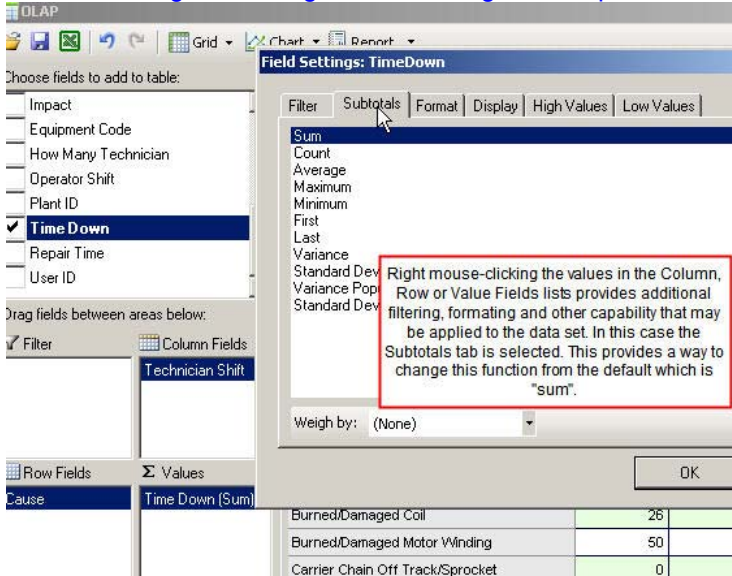 OLAP
Grid
Chart
Report
Choose fields to add to table:
Impact
Equipment Code
How Many Technician
Operator Shift
Plant ID
Time Down
Repair Time
User ID
Drag fields between areas below:
Filter
Column Fields
Technician Shift
Row Fields
Σ Values
Cause
Time Down (Sum)
Field Settings: TimeDown
Filter
Subtotals
Format
Display
High Values
Low Values
Sum
Count
Average
Maximum
Minimum
First
Last
Variance
Standard Dev
Variance Pop
Standard Dev
Right mouse-clicking the values in the Column,
Row or Value Fields lists provides additional
filtering, formating and other capability that may
be applied to the data set. In this case the
Subtotals tab is selected. This provides a way to
change this function from the default which is
"sum".
Weigh by: (None)
OK
Burned/Damaged Coil 26
Burned/Damaged Motor Winding 50
Carrier Chain Off Track/Sprocket 0